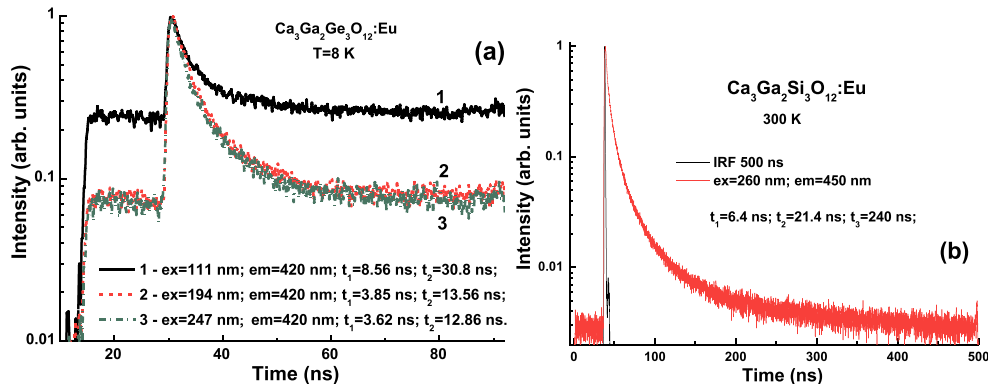 Ca₃Ga₂Ge₃O₁₂:Eu
T=8 K
(a)
1
2
3
1 - ex=111 nm; em=420 nm; t₁=8.56 ns; t₂=30.8 ns;
2 - ex=194 nm; em=420 nm; t₁=3.85 ns; t₂=13.56 ns;
3 - ex=247 nm; em=420 nm; t₁=3.62 ns; t₂=12.86 ns.
Intensity (arb. units)
1
0.1
0.01
20 40 60 80
Time (ns)
Ca₃Ga₂Si₃O₁₂:Eu
300 K
IRF 500 ns
ex=260 nm; em=450 nm
t₁=6.4 ns; t₂=21.4 ns; t₃=240 ns;
(b)
Intensity (arb. units)
1
0.1
0.01
0 100 200 300 400 500
Time (ns)